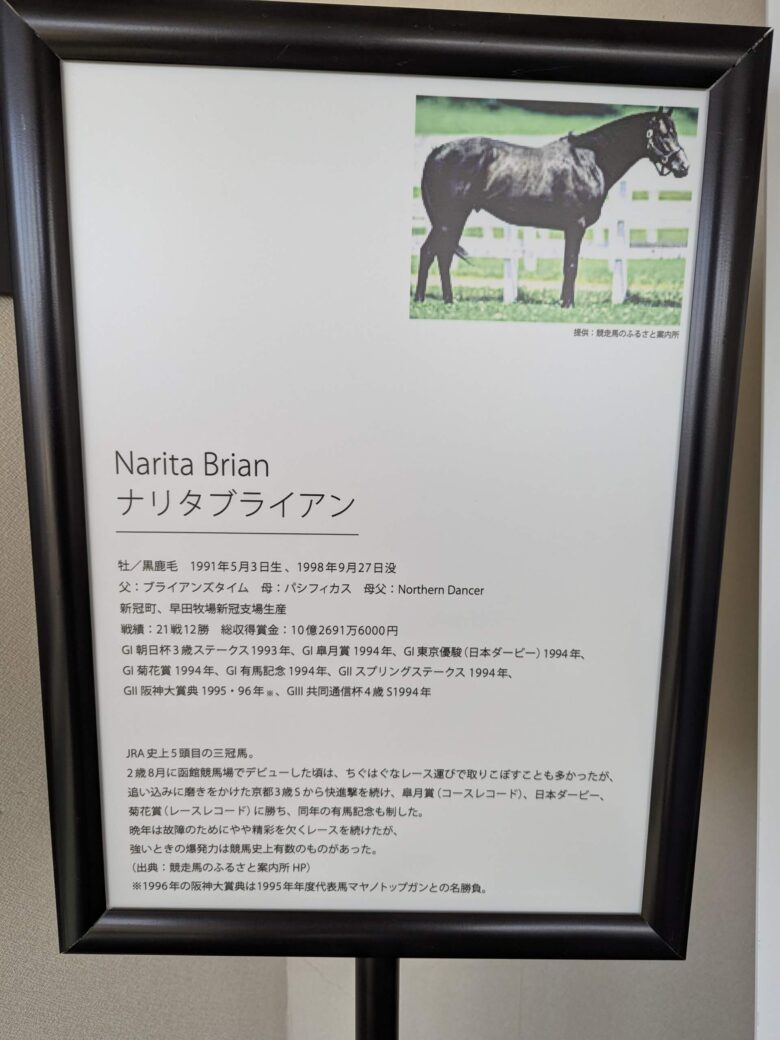 提供：競走馬のふるさと案内所
Narita Brian
ナリタブライアン
牡／黒鹿毛　1991年5月3日生、1998年9月27日没
父：ブライアンズタイム　母：パシフィカス　母父：Northern Dancer
新冠町、早田牧場新冠支場生産
戦績：21戦12勝　総収得賞金：10億2691万6000円
GI 朝日杯3歳ステークス1993年、GI 皐月賞 1994年、GI 東京優駿（日本ダービー）1994年、
GI 菊花賞 1994年、GI 有馬記念 1994年、GII スプリングステークス 1994年、
GII 阪神大賞典 1995・96年※、GIII 共同通信杯4歳S1994年
JRA史上5頭目の三冠馬。
2歳8月に函館競馬場でデビューした頃は、ちぐはぐなレース運びで取りこぼすことも多かったが、
追い込みに磨きをかけた京都3歳Sから快進撃を続け、皐月賞（コースレコード）、日本ダービー、
菊花賞（レースレコード）に勝ち、同年の有馬記念も制した。
晩年は故障のためにやや精彩を欠くレースを続けたが、
強いときの爆発力は競馬史上有数のものがあった。
（出典：競走馬のふるさと案内所HP）
※1996年の阪神大賞典は1995年年度代表馬マヤノトップガンとの名勝負。